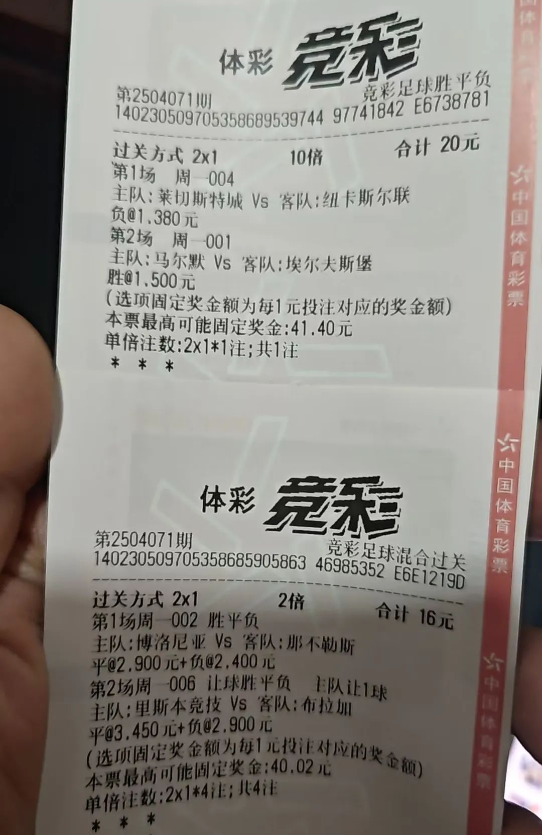 体彩 竞彩
竞彩足球胜平负
第2504071期
140230509705358689539744 97741842 E6738781
过关方式 2x1 10倍 合计 20元
第1场 周一004
主队:莱切斯特城 Vs 客队:纽卡斯尔联
负@1.380元
第2场 周一001
主队:马尔默 Vs 客队:埃尔夫斯堡
胜@1.500元
(选项固定奖金额为每1元投注对应的奖金额)
本票最高可能固定奖金:41.40元
单倍注数:2x1*1注;共1注
* * *
体彩 竞彩
第2504071期 竞彩足球混合过关
140230509705358685905863 46985352 E6E1219D
过关方式 2x1 2倍 合计 16元
第1场周一002 胜平负
主队:博洛尼亚 Vs 客队:那不勒斯
平@2.900元+负@2.400元
第2场周一006 让球胜平负 主队让1球
主队:里斯本竞技 Vs 客队:布拉加
平@3.450元+负@2.900元
(选项固定奖金额为每1元投注对应的奖金额)
本票最高可能固定奖金:40.02元
单倍注数:2x1*4注;共4注
* * *
中国体育彩票
中国体育彩票
中国体育彩票